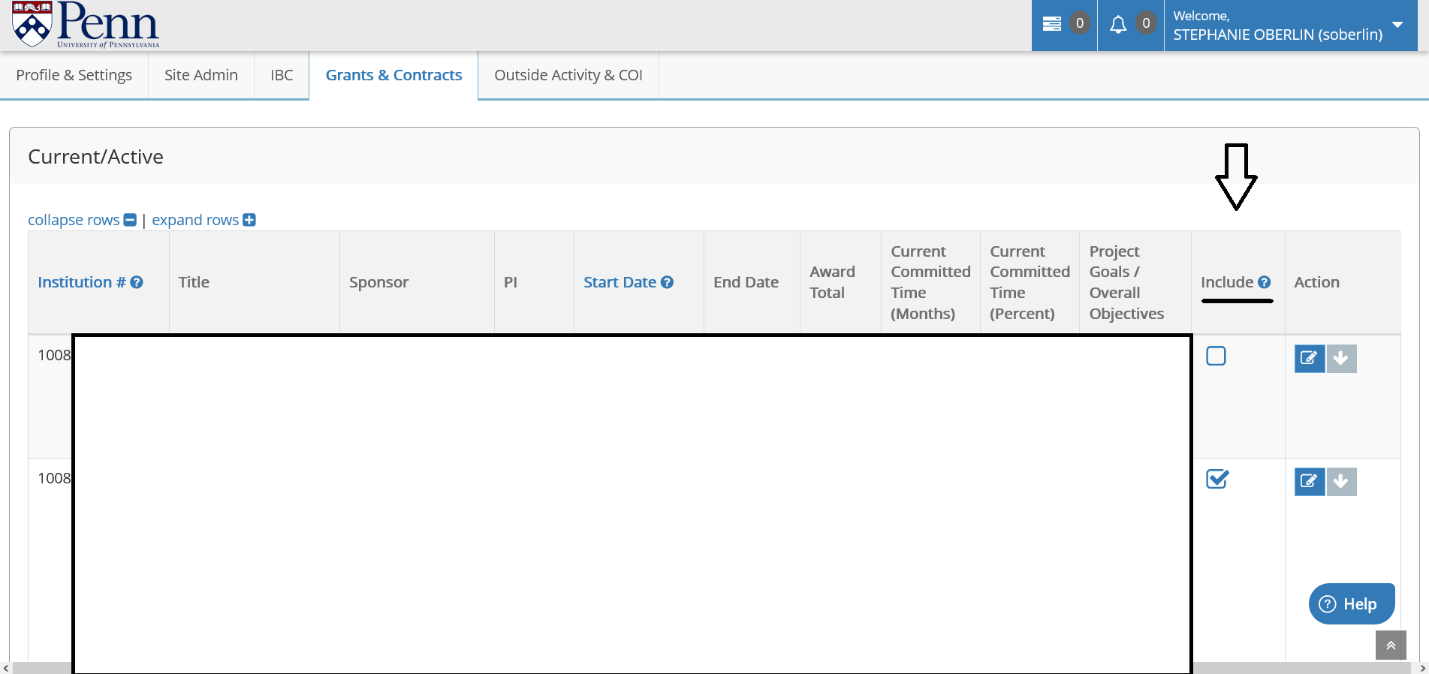 Penn
UNIVERSITY of PENNSYLVANIA
0
0
Welcome,
STEPHANIE OBERLIN (soberlin)
Profile & Settings
Site Admin
IBC
Grants & Contracts
Outside Activity & COI
Current/Active
collapse rows | expand rows
Institution #
Title
Sponsor
PI
Start Date
End Date
Award
Total
Current
Committed
Time
(Months)
Current
Committed
Time
(Percent)
Project
Goals /
Overall
Objectives
Include
Action
1008
1008
Help